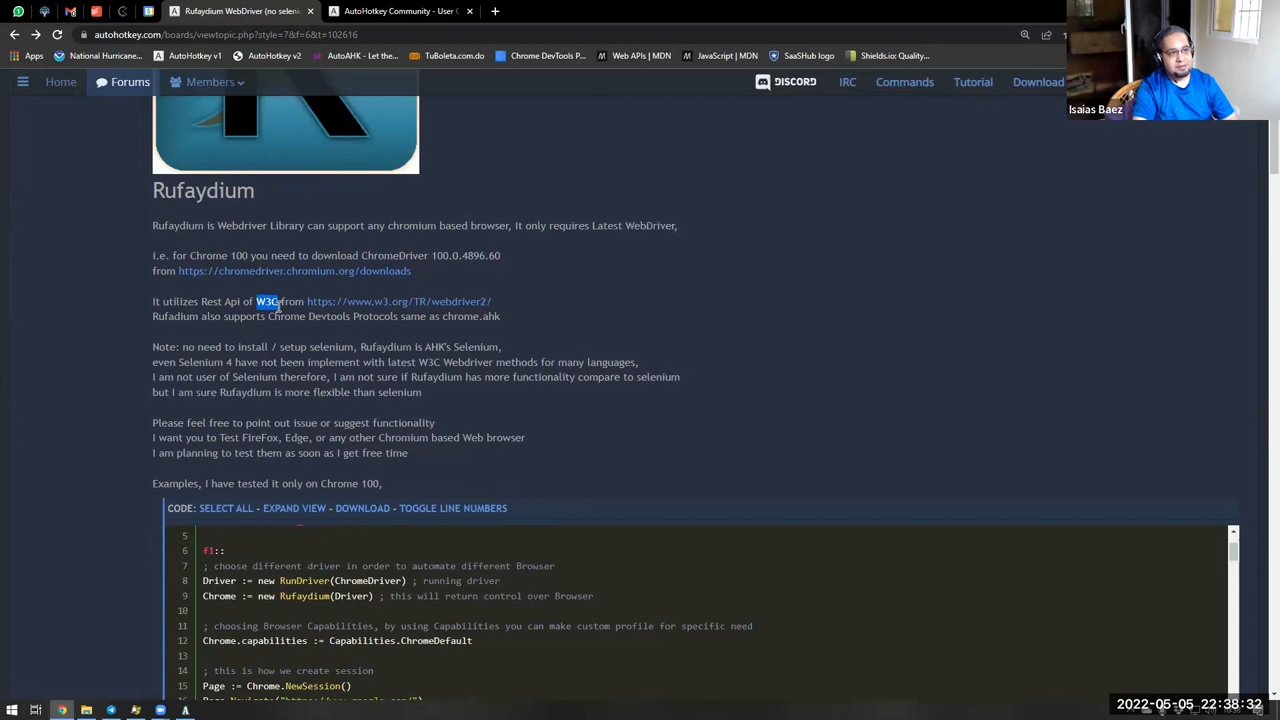 Rufaydium WebDriver (no selen
AutoHotkey Community - User C
autohotkey.com/boards/viewtopic.php?style=7&f=6&t=102616
National Hurricane...
AutoHotkey v1
AutoHotkey v2
AutoAHK - Let the...
TuBoleta.com.do...
Chrome DevTools P...
Web APIs | MDN
JavaScript | MDN
SaaSHub logo
Shields.io: Quality...
Home
Forums
Members
DISCORD
IRC
Commands
Tutorial
Download
Isaias Baez
Rufaydium
Rufaydium is Webdriver Library can support any chromium based browser, It only requires Latest WebDriver,
i.e. for Chrome 100 you need to download ChromeDriver 100.0.4896.60
from https://chromedriver.chromium.org/downloads
It utilizes Rest Api of W3C from https://www.w3.org/TR/webdriver2/
Rufadium also supports Chrome Devtools Protocols same as chrome.ahk
Note: no need to install / setup selenium, Rufaydium is AHK's Selenium,
even Selenium 4 have not been implement with latest W3C Webdriver methods for many languages,
I am not user of Selenium therefore, I am not sure if Rufaydium has more functionality compare to selenium
but I am sure Rufaydium is more flexible than selenium
Please feel free to point out issue or suggest functionality
I want you to Test FireFox, Edge, or any other Chromium based Web browser
I am planning to test them as soon as I get free time
Examples, I have tested it only on Chrome 100,
CODE: SELECT ALL - EXPAND VIEW - DOWNLOAD - TOGGLE LINE NUMBERS
5
6 f1::
7 ; choose different driver in order to automate different Browser
8 Driver := new RunDriver(ChromeDriver) ; running driver
9 Chrome := new Rufaydium(Driver) ; this will return control over Browser
10
11 ; choosing Browser Capabilities, by using Capabilities you can make custom profile for specific need
12 Chrome.capabilities := Capabilities.ChromeDefault
13
14 ; this is how we create session
15 Page := Chrome.NewSession()
2022-05-05 22:38:32